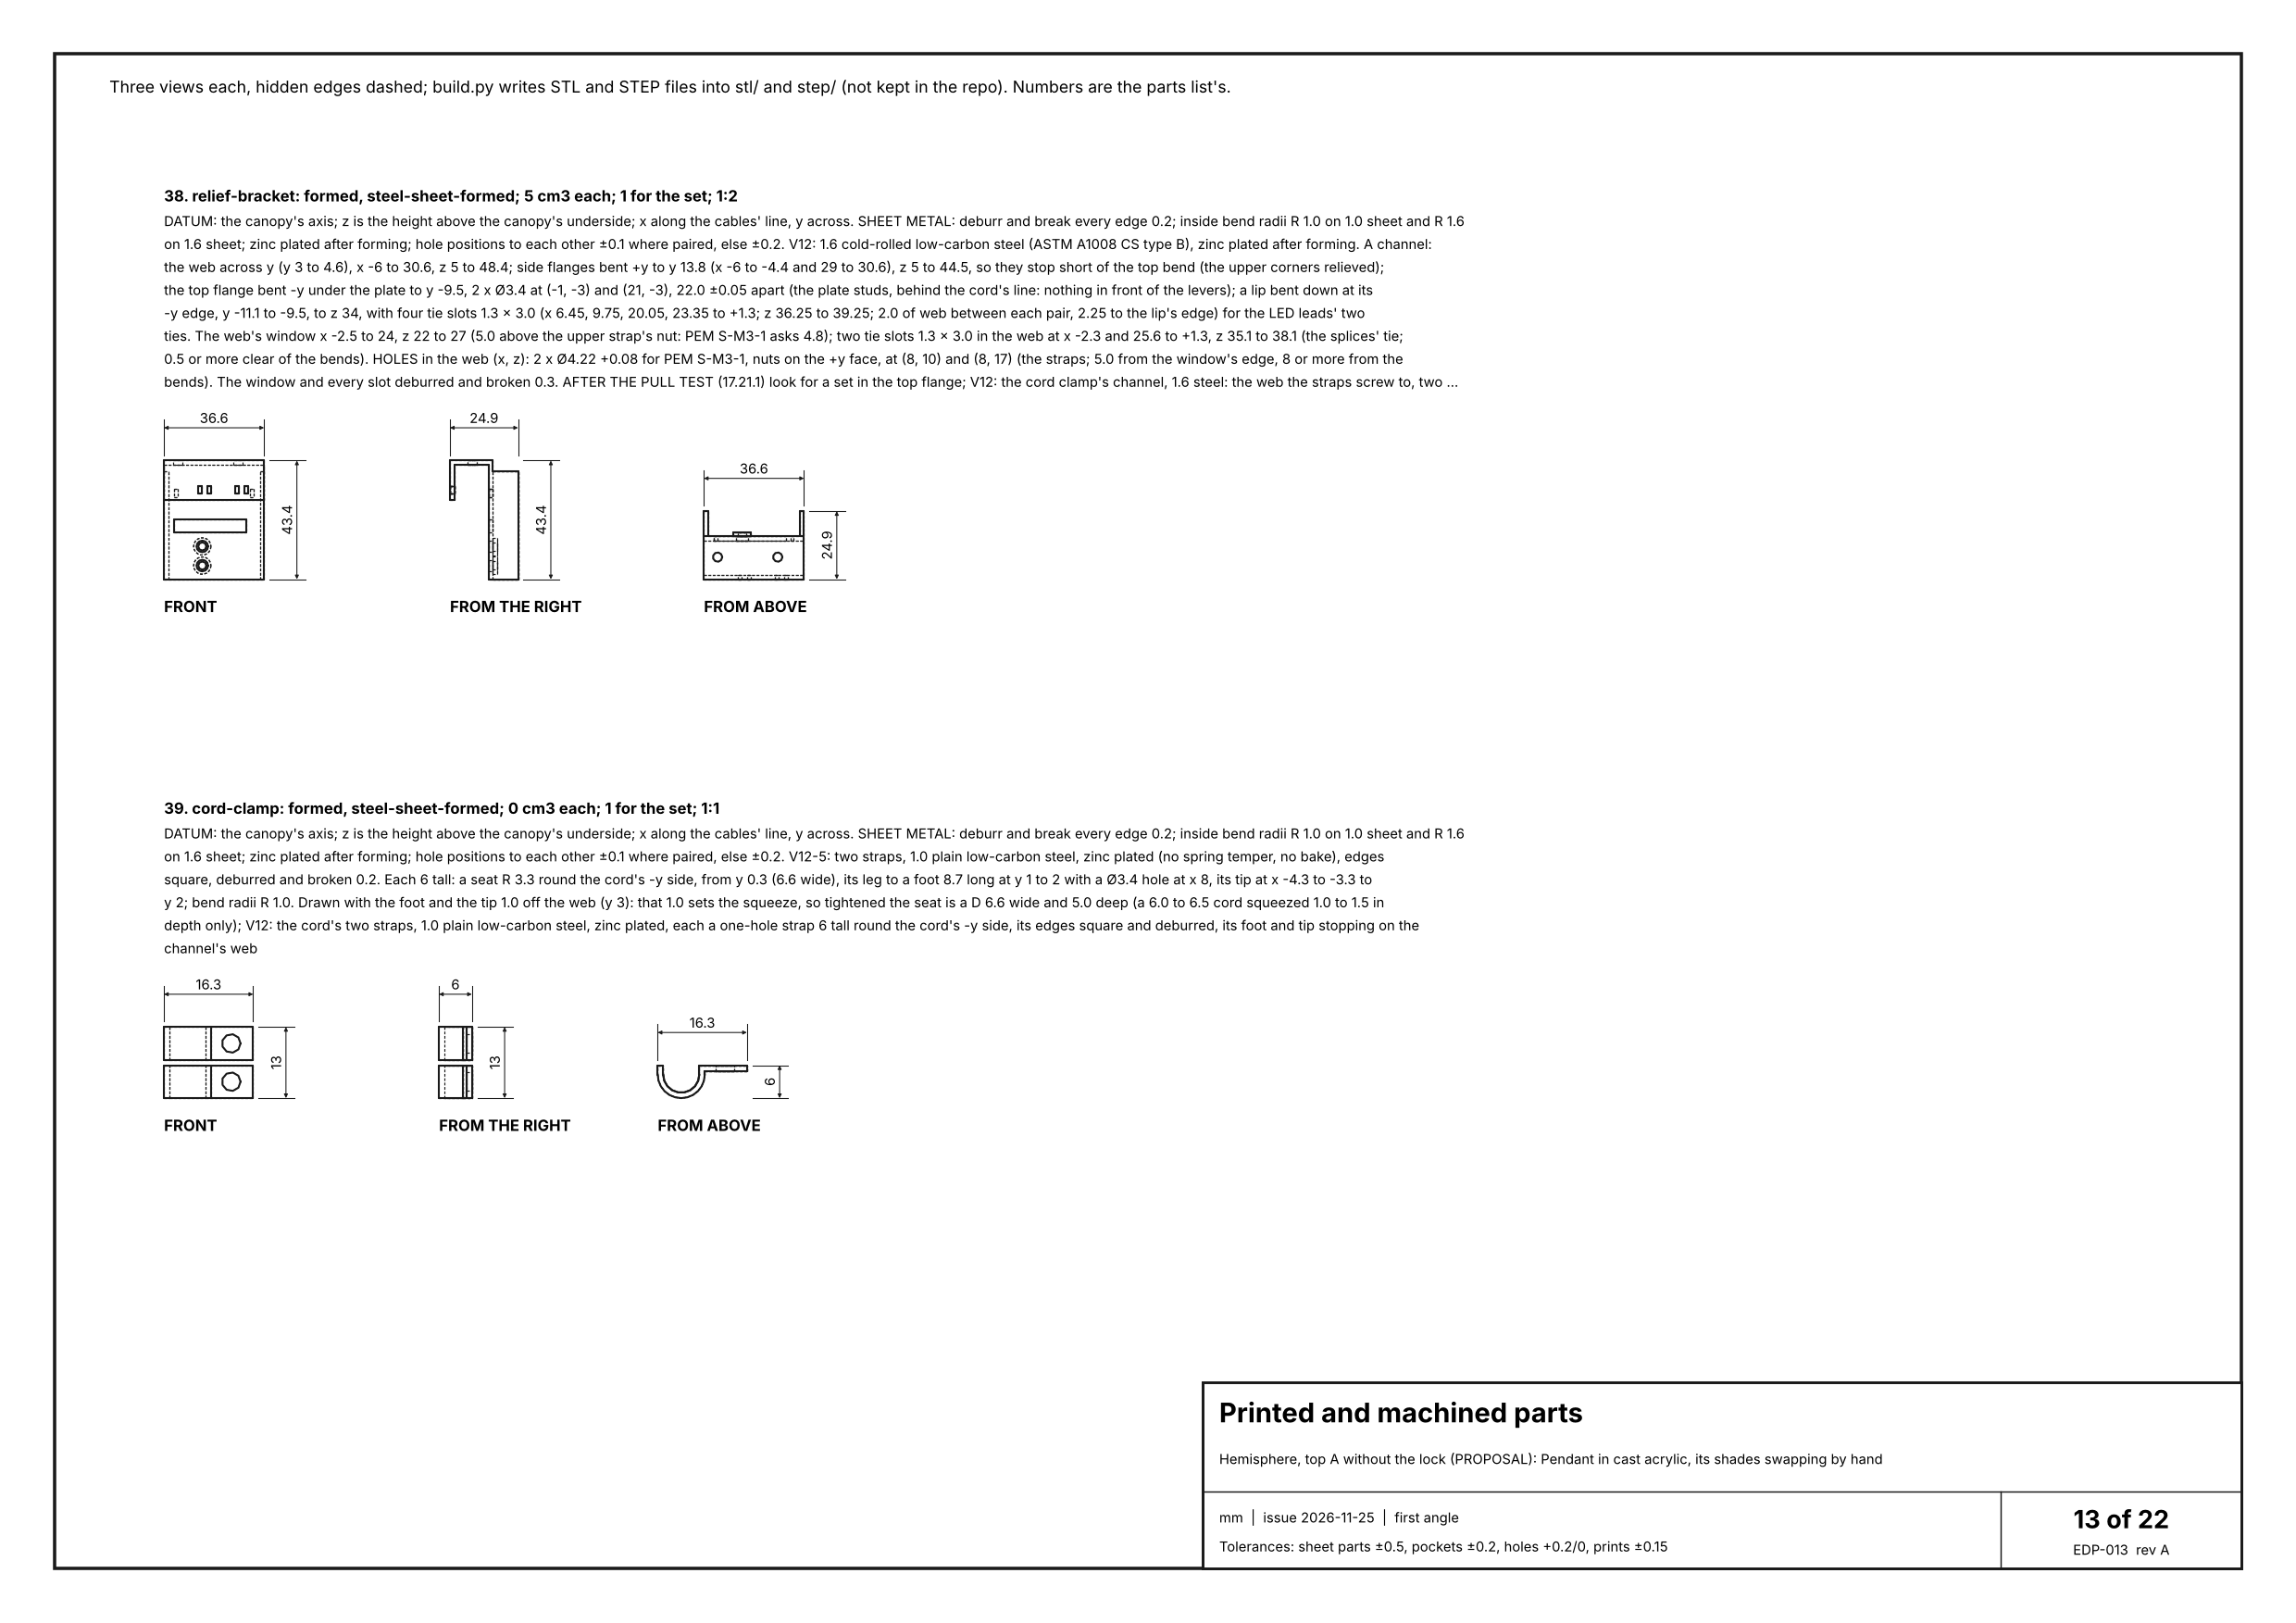 Three views each, hidden edges dashed; build.py writes STL and STEP files into stl/ and step/ (not kept in the repo). Numbers are the parts list's.
38. relief-bracket: formed, steel-sheet-formed; 5 cm3 each; 1 for the set; 1:2
DATUM: the canopy's axis; z is the height above the canopy's underside; x along the cables' line, y across. SHEET METAL: deburr and break every edge 0.2; inside bend radii R 1.0 on 1.0 sheet and R 1.6
on 1.6 sheet; zinc plated after forming; hole positions to each other ±0.1 where paired, else ±0.2. V12: 1.6 cold-rolled low-carbon steel (ASTM A1008 CS type B), zinc plated after forming. A channel:
the web across y (y 3 to 4.6), x -6 to 30.6, z 5 to 48.4; side flanges bent +y to y 13.8 (x -6 to -4.4 and 29 to 30.6), z 5 to 44.5, so they stop short of the top bend (the upper corners relieved);
the top flange bent -y under the plate to y -9.5, 2 x Ø3.4 at (-1, -3) and (21, -3), 22.0 ±0.05 apart (the plate studs, behind the cord's line: nothing in front of the levers); a lip bent down at its
-y edge, y -11.1 to -9.5, to z 34, with four tie slots 1.3 × 3.0 (x 6.45, 9.75, 20.05, 23.35 to +1.3; z 36.25 to 39.25; 2.0 of web between each pair, 2.25 to the lip's edge) for the LED leads' two
ties. The web's window x -2.5 to 24, z 22 to 27 (5.0 above the upper strap's nut: PEM S-M3-1 asks 4.8); two tie slots 1.3 × 3.0 in the web at x -2.3 and 25.6 to +1.3, z 35.1 to 38.1 (the splices' tie;
0.5 or more clear of the bends). HOLES in the web (x, z): 2 x Ø4.22 +0.08 for PEM S-M3-1, nuts on the +y face, at (8, 10) and (8, 17) (the straps; 5.0 from the window's edge, 8 or more from the
bends). The window and every slot deburred and broken 0.3. AFTER THE PULL TEST (17.21.1) look for a set in the top flange; V12: the cord clamp's channel, 1.6 steel: the web the straps screw to, two ...
36.6
24.9
36.6
43.4
43.4
24.9
FRONT
FROM THE RIGHT
FROM ABOVE
39. cord-clamp: formed, steel-sheet-formed; 0 cm3 each; 1 for the set; 1:1
DATUM: the canopy's axis; z is the height above the canopy's underside; x along the cables' line, y across. SHEET METAL: deburr and break every edge 0.2; inside bend radii R 1.0 on 1.0 sheet and R 1.6
on 1.6 sheet; zinc plated after forming; hole positions to each other ±0.1 where paired, else ±0.2. V12-5: two straps, 1.0 plain low-carbon steel, zinc plated (no spring temper, no bake), edges
square, deburred and broken 0.2. Each 6 tall: a seat R 3.3 round the cord's -y side, from y 0.3 (6.6 wide), its leg to a foot 8.7 long at y 1 to 2 with a Ø3.4 hole at x 8, its tip at x -4.3 to -3.3 to
y 2; bend radii R 1.0. Drawn with the foot and the tip 1.0 off the web (y 3): that 1.0 sets the squeeze, so tightened the seat is a D 6.6 wide and 5.0 deep (a 6.0 to 6.5 cord squeezed 1.0 to 1.5 in
depth only); V12: the cord's two straps, 1.0 plain low-carbon steel, zinc plated, each a one-hole strap 6 tall round the cord's -y side, its edges square and deburred, its foot and tip stopping on the
channel's web
16.3
6
16.3
13
13
6
FRONT
FROM THE RIGHT
FROM ABOVE
Printed and machined parts
Hemisphere, top A without the lock (PROPOSAL): Pendant in cast acrylic, its shades swapping by hand
mm | issue 2026-11-25 | first angle
Tolerances: sheet parts ±0.5, pockets ±0.2, holes +0.2/0, prints ±0.15
13 of 22
EDP-013 rev A